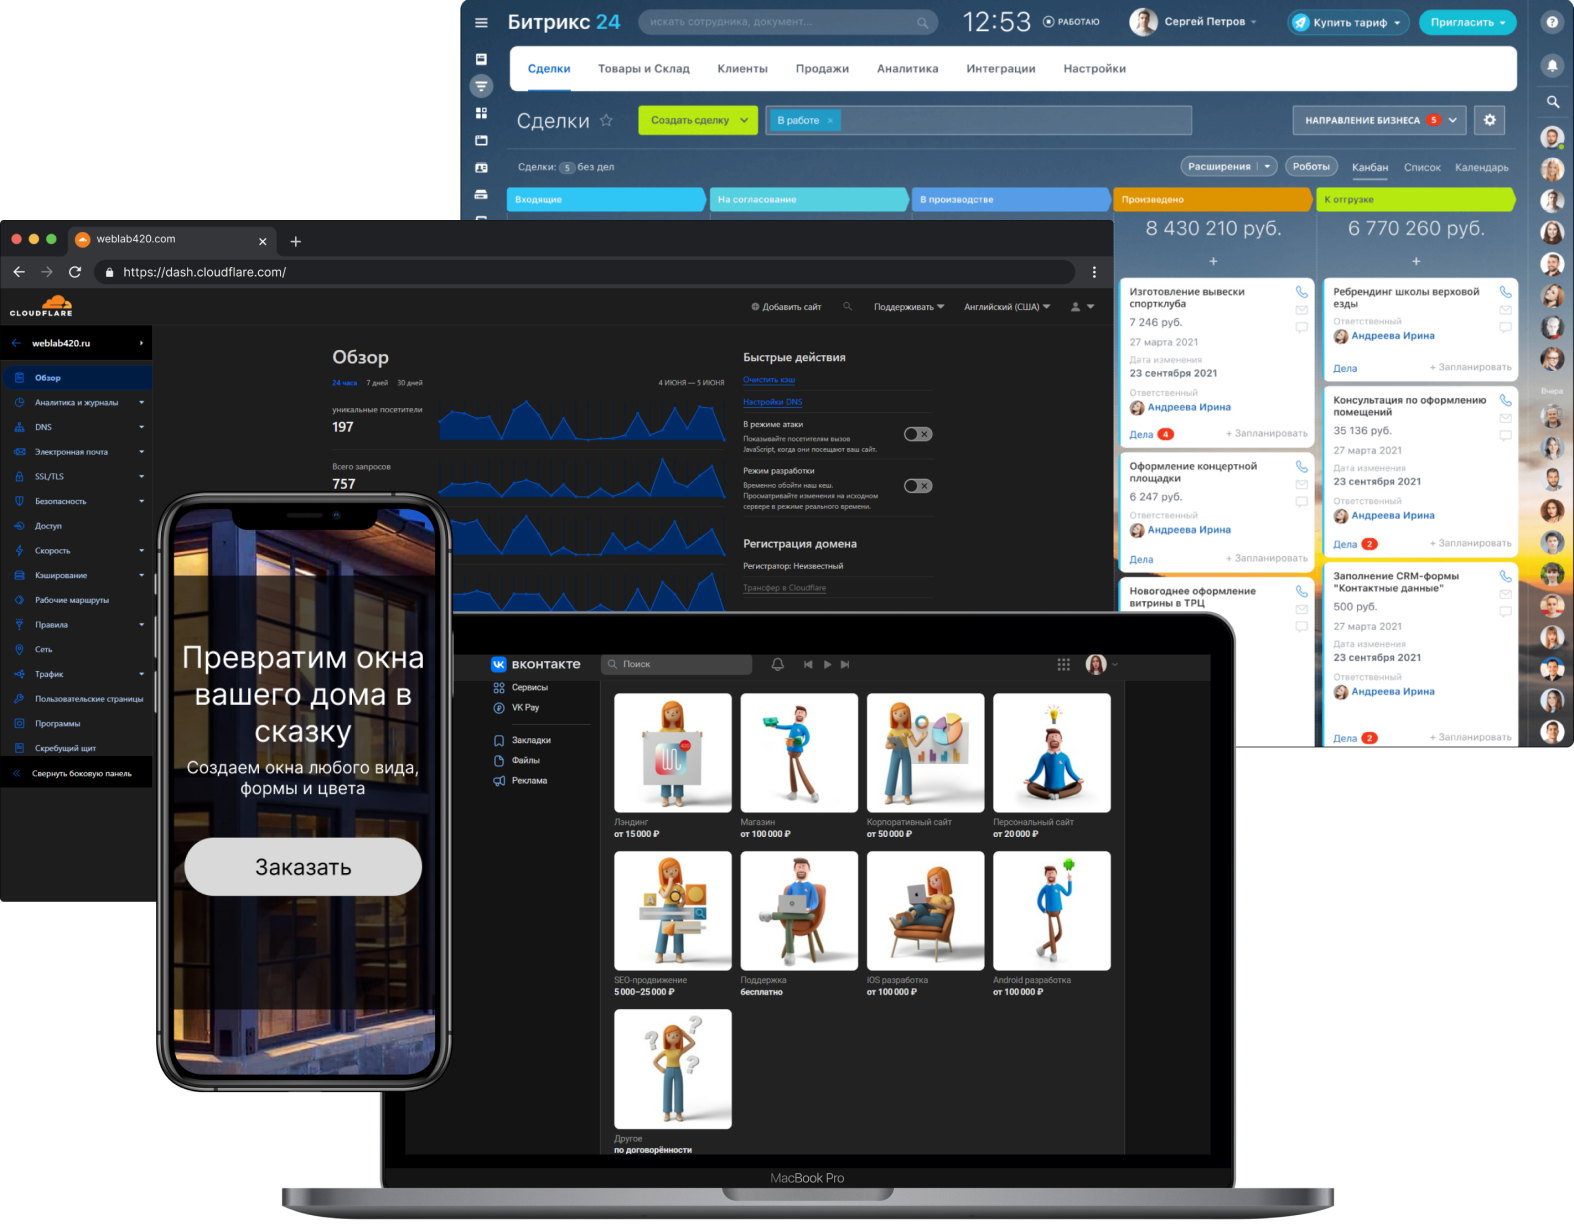 Битрикс 24
искать сотрудника, документ...
12:53
РАБОТАЮ
Сергей Петров
Купить тариф
Пригласить
Сделки
Товары и Склад
Клиенты
Продажи
Аналитика
Интеграции
Настройки
Сделки
Создать сделку
В работе ×
НАПРАВЛЕНИЕ БИЗНЕСА 5
Сделки: 5 без дел
Расширения
Роботы
Канбан
Список
Календарь
Входящие
На согласование
В производстве
Произведено
К отгрузке
8 430 210 руб.
+
Изготовление вывески
спортклуба
7 246 руб.
27 марта 2021
Дата изменения
23 сентября 2021
Ответственный
Андреева Ирина
Дела 4
+ Запланировать
Оформление концертной
площадки
6 247 руб.
Ответственный
Андреева Ирина
Дела
+ Запланировать
Новогоднее оформление
витрины в ТРЦ
6 770 260 руб.
+
Ребрендинг школы верховой
езды
Ответственный
Андреева Ирина
Дела
+ Запланировать
Консультация по оформлению
помещений
35 136 руб.
27 марта 2021
Дата изменения
23 сентября 2021
Ответственный
Андреева Ирина
Дела 2
+ Запланировать
Заполнение CRM-формы
"Контактные данные"
500 руб.
27 марта 2021
Дата изменения
23 сентября 2021
Ответственный
Андреева Ирина
Дела 2
+ Запланировать
Вчера
weblab420.com
https://dash.cloudflare.com/
CLOUDFLARE
Добавить сайт
Поддерживать
Английский (США)
weblab420.ru
Обзор
Аналитика и журналы
DNS
Электронная почта
SSL/TLS
Безопасность
Доступ
Скорость
Кэширование
Рабочие маршруты
Правила
Сеть
Трафик
Пользовательские страницы
Программы
Скребущий щит
Свернуть боковую панель
Обзор
24 часа 7 дней 30 дней
4 ИЮНЯ — 5 ИЮНЯ
уникальные посетители
197
Всего запросов
757
Быстрые действия
Очистить кэш
Настройки DNS
В режиме атаки
Показывайте посетителям вызов
JavaScript, когда они посещают ваш сайт.
Режим разработки
Временно обойти наш кеш.
Просматривайте изменения на исходном
сервере в режиме реального времени.
Регистрация домена
Регистратор: Неизвестный
Трансфер в Cloudflare
Превратим окна
вашего дома в
сказку
Создаем окна любого вида,
формы и цвета
Заказать
вконтакте
Поиск
Сервисы
VK Pay
Закладки
Файлы
Реклама
Лэндинг
от 15 000 ₽
Магазин
от 100 000 ₽
Корпоративный сайт
от 50 000 ₽
Персональный сайт
от 20 000 ₽
SEO-продвижение
5 000–25 000 ₽
Поддержка
бесплатно
iOS разработка
от 100 000 ₽
Android разработка
от 100 000 ₽
Другое
по договорённости
MacBook Pro